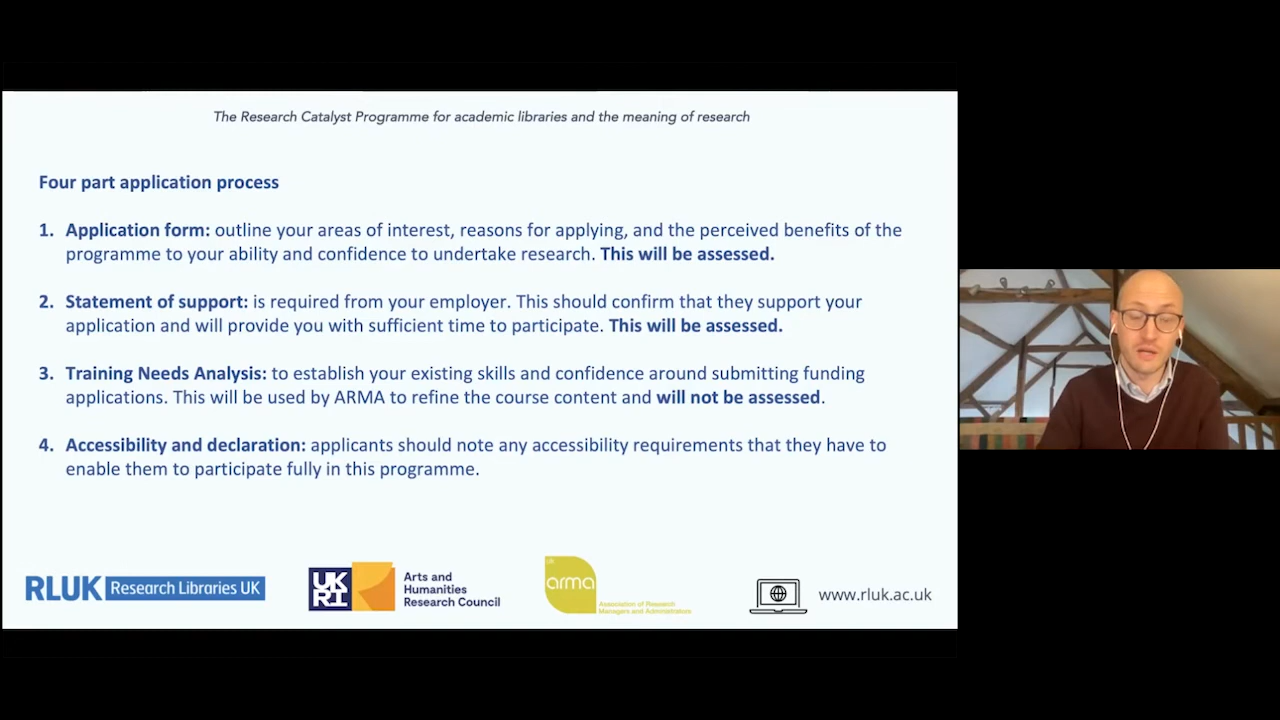 The Research Catalyst Programme for academic libraries and the meaning of research
Four part application process
1. Application form: outline your areas of interest, reasons for applying, and the perceived benefits of the
programme to your ability and confidence to undertake research. This will be assessed.
2. Statement of support: is required from your employer. This should confirm that they support your
application and will provide you with sufficient time to participate. This will be assessed.
3. Training Needs Analysis: to establish your existing skills and confidence around submitting funding
applications. This will be used by ARMA to refine the course content and will not be assessed.
4. Accessibility and declaration: applicants should note any accessibility requirements that they have to
enable them to participate fully in this programme.
RLUK Research Libraries UK
UKRI
Arts and
Humanities
Research Council
arma
Association of Research
Managers and Administrators
www.rluk.ac.uk